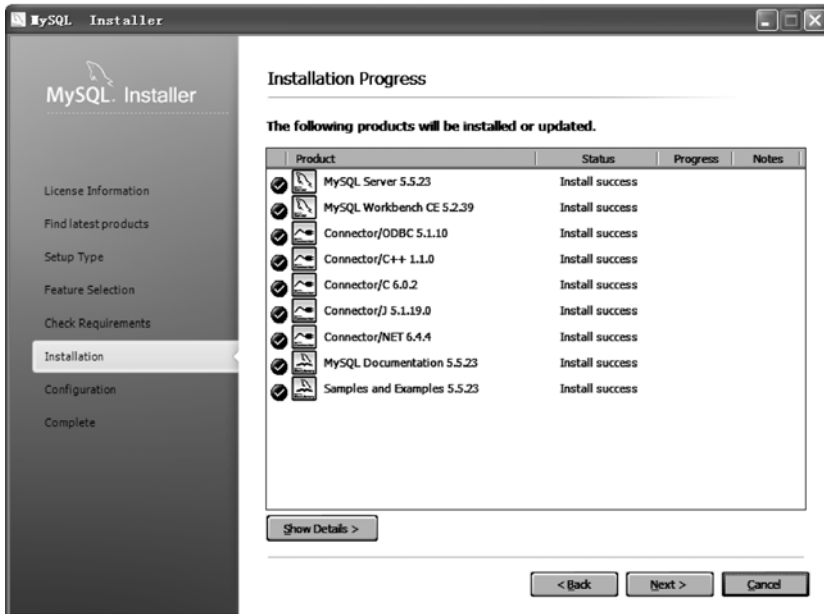 MySQL Installer
MySQL. Installer
License Information
Find latest products
Setup Type
Feature Selection
Check Requirements
Installation
Configuration
Complete
Installation Progress
The following products will be installed or updated.
Product Status Progress Notes
MySQL Server 5.5.23 Install success
MySQL Workbench CE 5.2.39 Install success
Connector/ODBC 5.1.10 Install success
Connector/C++ 1.1.0 Install success
Connector/C 6.0.2 Install success
Connector/J 5.1.19.0 Install success
Connector/NET 6.4.4 Install success
MySQL Documentation 5.5.23 Install success
Samples and Examples 5.5.23 Install success
Show Details >
< Back Next > Cancel